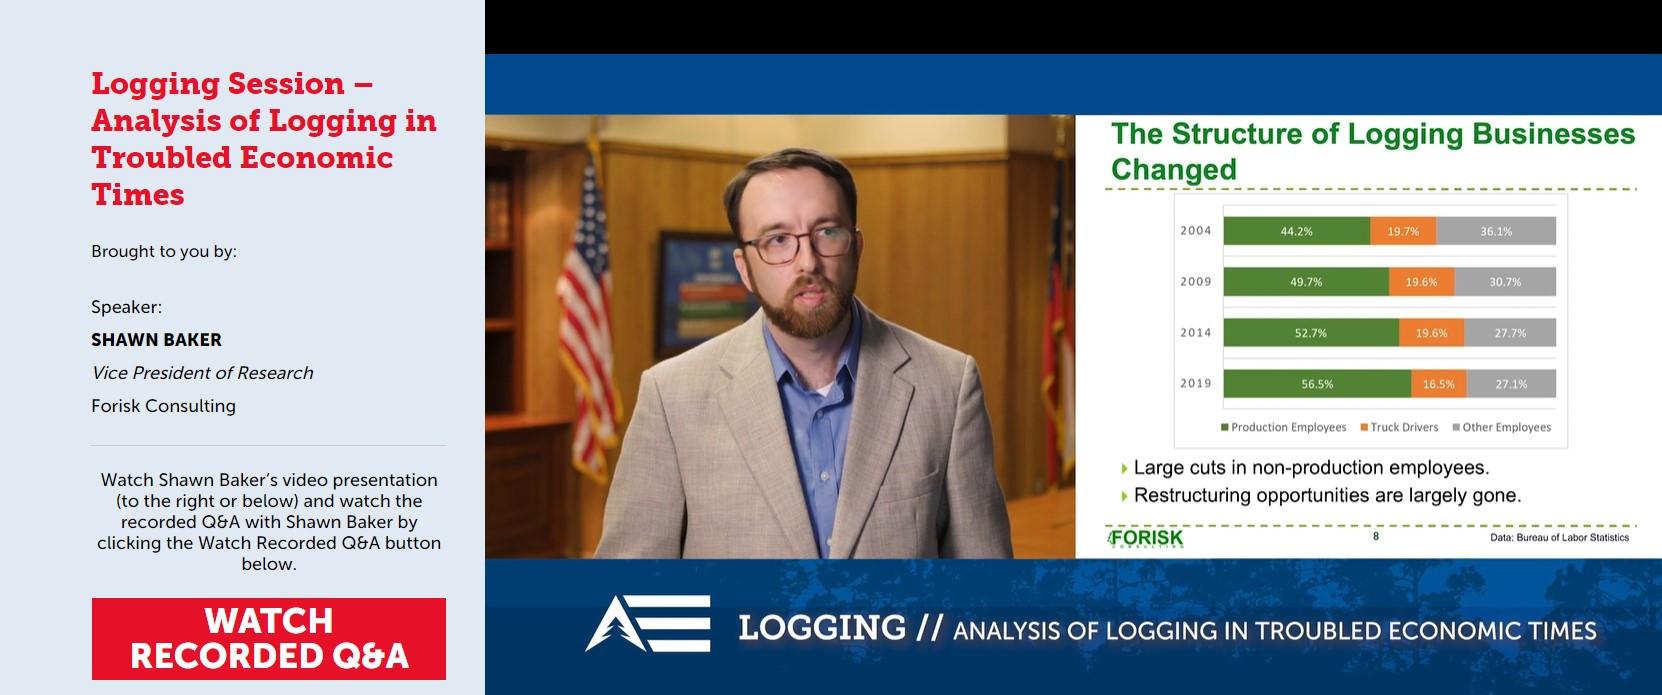 Logging Session –
Analysis of Logging in
Troubled Economic
Times
Brought to you by:
Speaker:
SHAWN BAKER
Vice President of Research
Forisk Consulting
Watch Shawn Baker’s video presentation
(to the right or below) and watch the
recorded Q&A with Shawn Baker by
clicking the Watch Recorded Q&A button
below.
WATCH
RECORDED Q&A
The Structure of Logging Businesses
Changed
2004 44.2% 19.7% 36.1%
2009 49.7% 19.6% 30.7%
2014 52.7% 19.6% 27.7%
2019 56.5% 16.5% 27.1%
Production Employees Truck Drivers Other Employees
Large cuts in non-production employees.
Restructuring opportunities are largely gone.
FORISK
CONSULTING
8
Data: Bureau of Labor Statistics
LOGGING // ANALYSIS OF LOGGING IN TROUBLED ECONOMIC TIMES